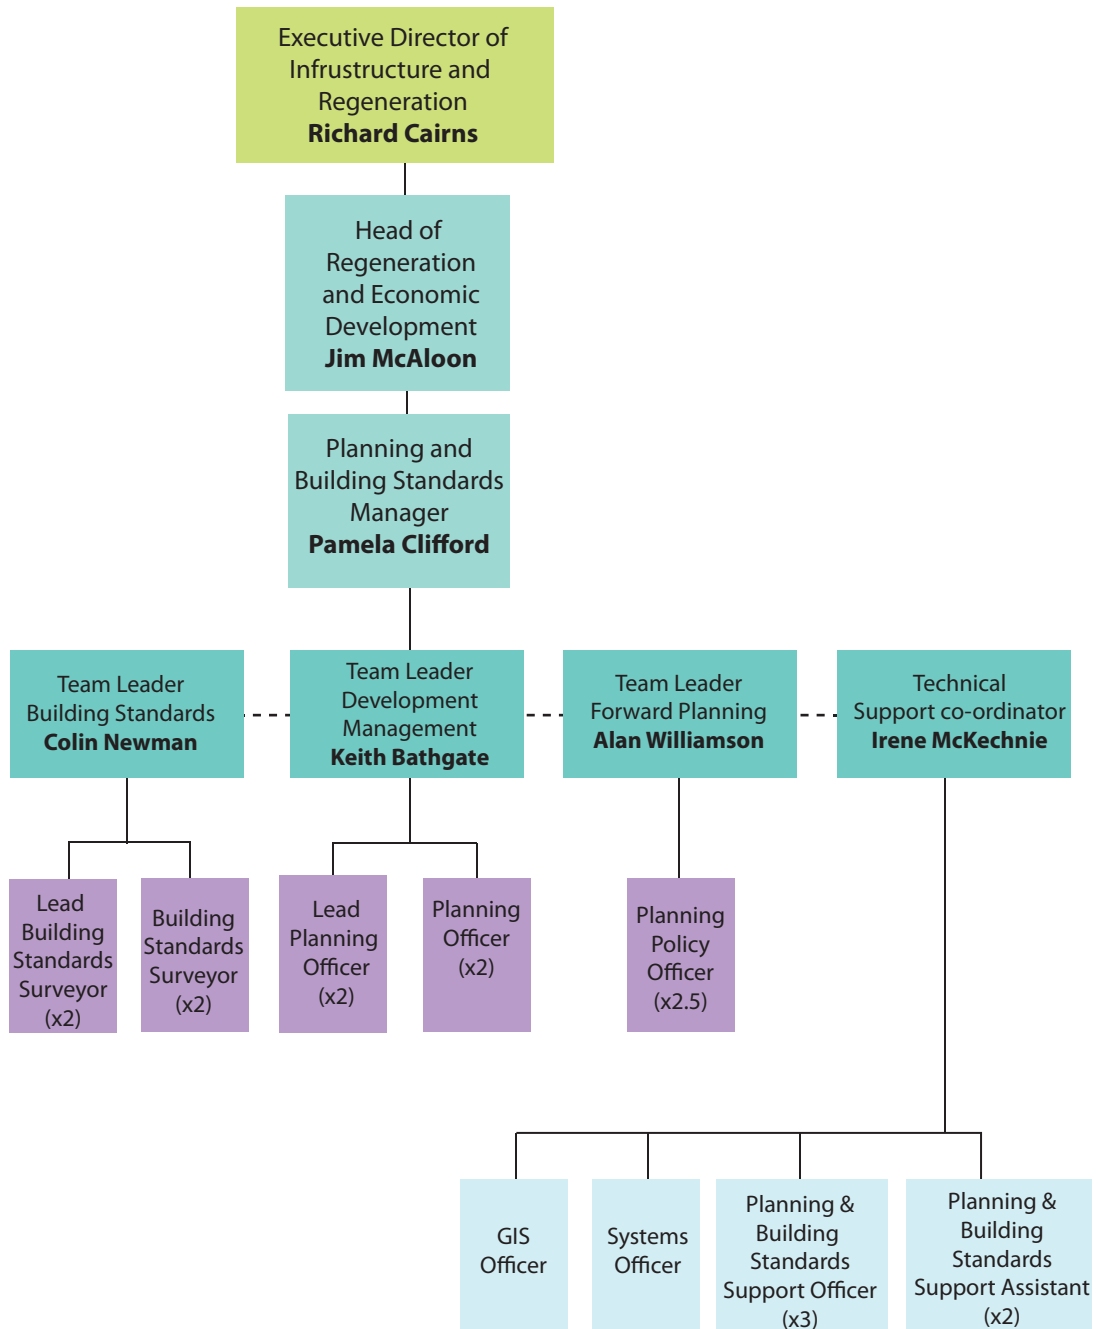 Executive Director of
Infrustructure and
Regeneration
Richard Cairns
Head of
Regeneration
and Economic
Development
Jim McAloon
Planning and
Building Standards
Manager
Pamela Clifford
Team Leader
Building Standards
Colin Newman
Team Leader
Development
Management
Keith Bathgate
Team Leader
Forward Planning
Alan Williamson
Technical
Support co-ordinator
Irene McKechnie
Lead
Building
Standards
Surveyor
(x2)
Building
Standards
Surveyor
(x2)
Lead
Planning
Officer
(x2)
Planning
Officer
(x2)
Planning
Policy
Officer
(x2.5)
GIS
Officer
Systems
Officer
Planning &
Building
Standards
Support Officer
(x3)
Planning &
Building
Standards
Support Assistant
(x2)